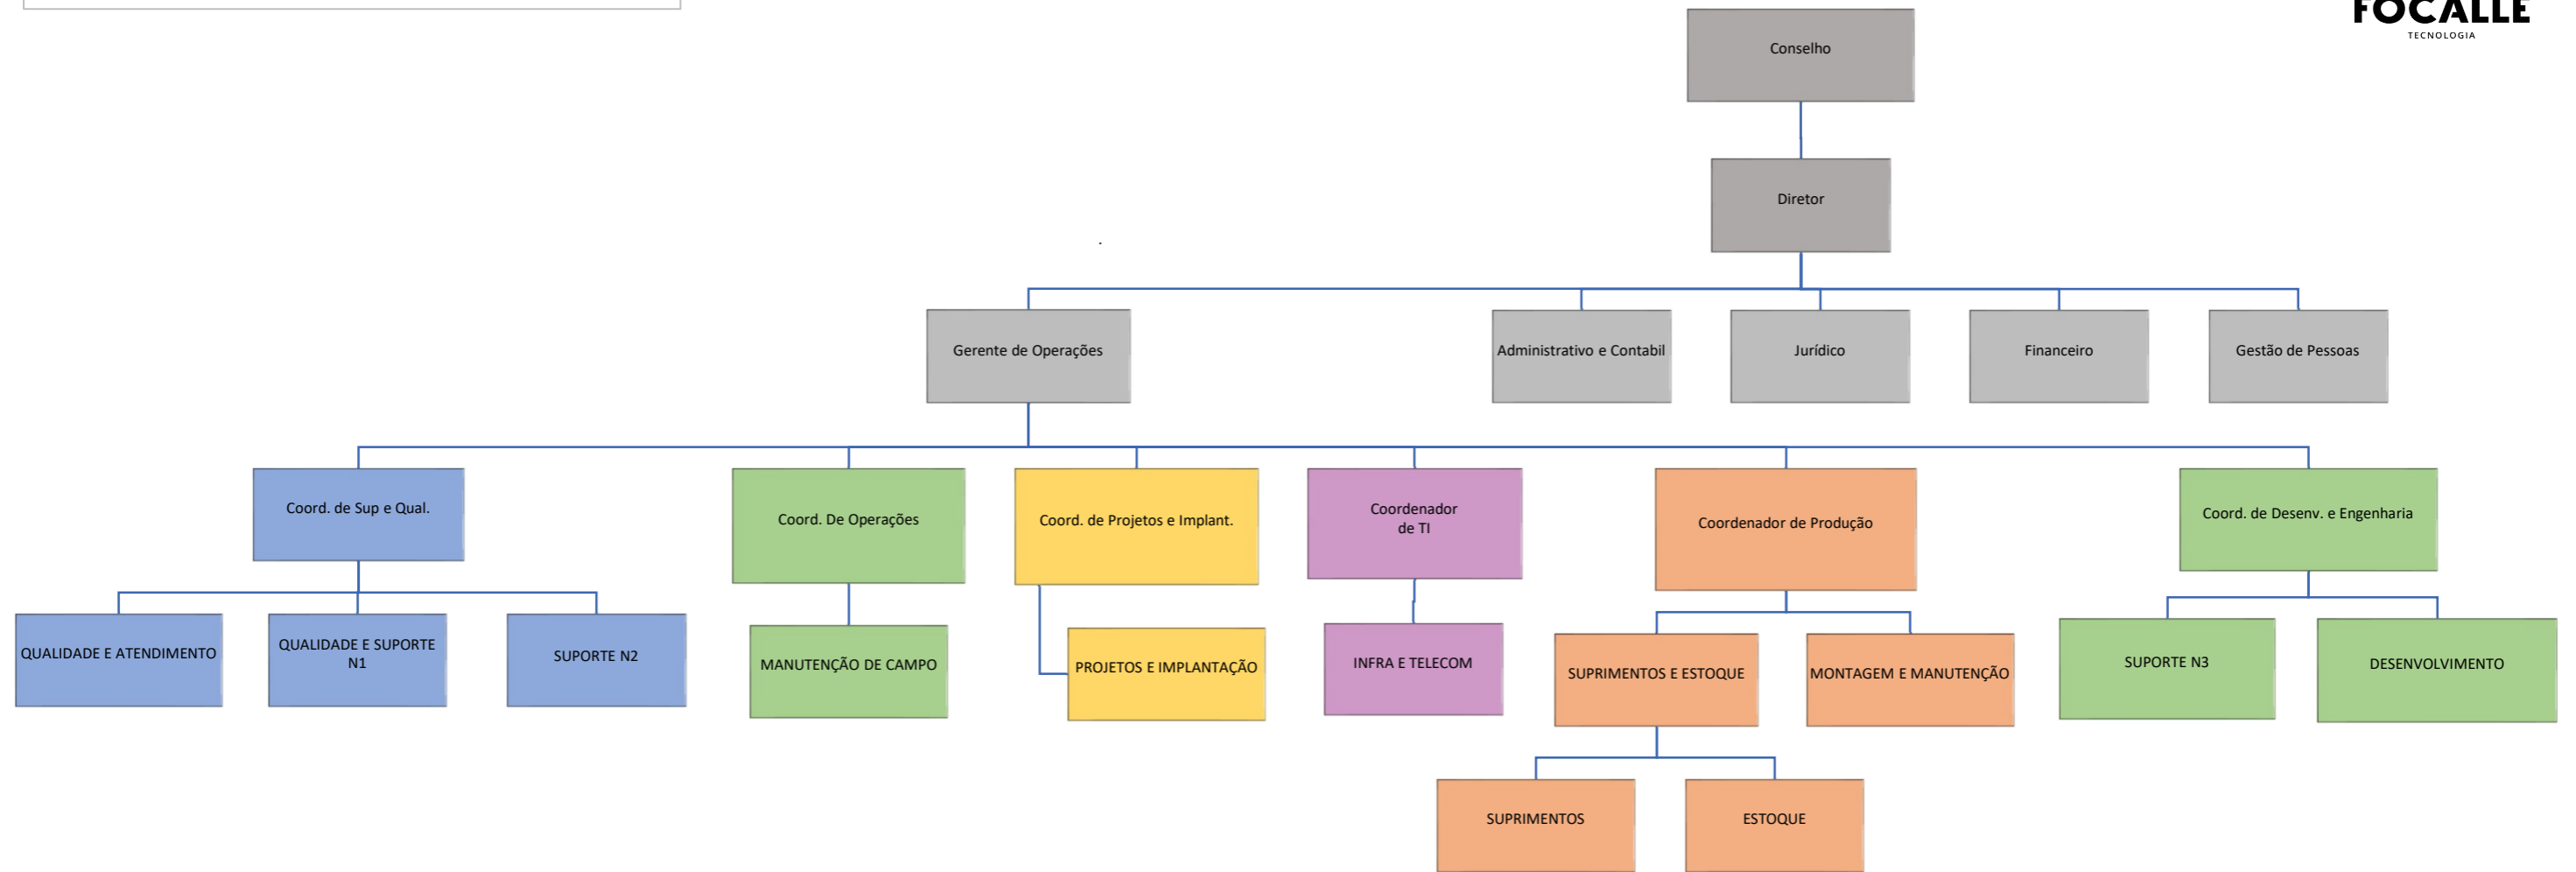 FOCALLE
TECNOLOGIA
Conselho
Diretor
Gerente de Operações
Administrativo e Contabil
Jurídico
Financeiro
Gestão de Pessoas
Coord. de Sup e Qual.
Coord. De Operações
Coord. de Projetos e Implant.
Coordenador
de TI
Coordenador de Produção
Coord. de Desenv. e Engenharia
QUALIDADE E ATENDIMENTO
QUALIDADE E SUPORTE
N1
SUPORTE N2
MANUTENÇÃO DE CAMPO
PROJETOS E IMPLANTAÇÃO
INFRA E TELECOM
SUPRIMENTOS E ESTOQUE
MONTAGEM E MANUTENÇÃO
SUPORTE N3
DESENVOLVIMENTO
SUPRIMENTOS
ESTOQUE